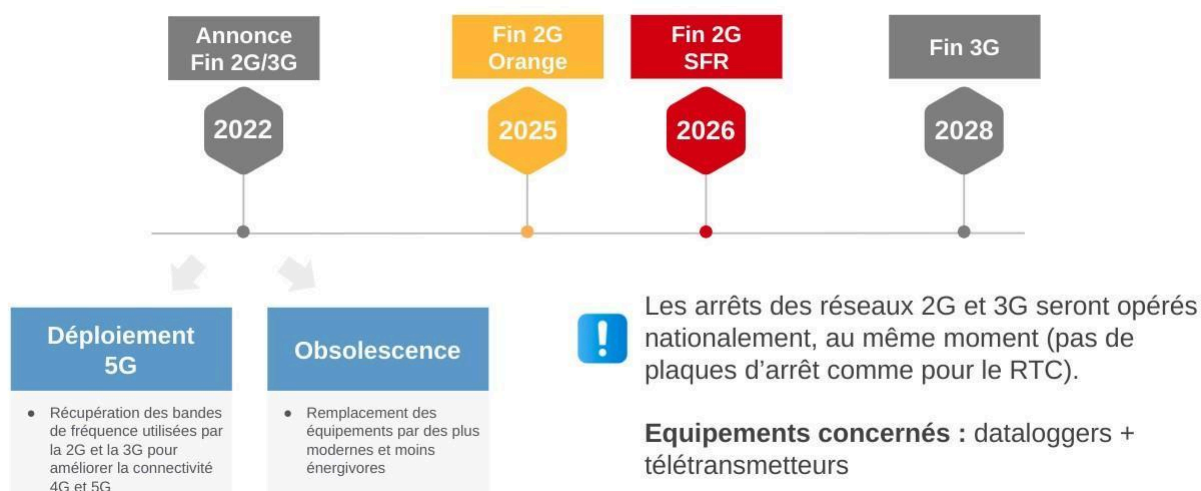 Annonce
Fin 2G/3G
Fin 2G
Orange
Fin 2G
SFR
Fin 3G
2022
2025
2026
2028
Déploiement
5G
● Récupération des bandes
de fréquence utilisées par
la 2G et la 3G pour
améliorer la connectivité
4G et 5G
Obsolescence
● Remplacement des
équipements par des plus
modernes et moins
énergivores
Les arrêts des réseaux 2G et 3G seront opérés
nationalement, au même moment (pas de
plaques d’arrêt comme pour le RTC).
Equipements concernés : dataloggers +
télétransmetteurs